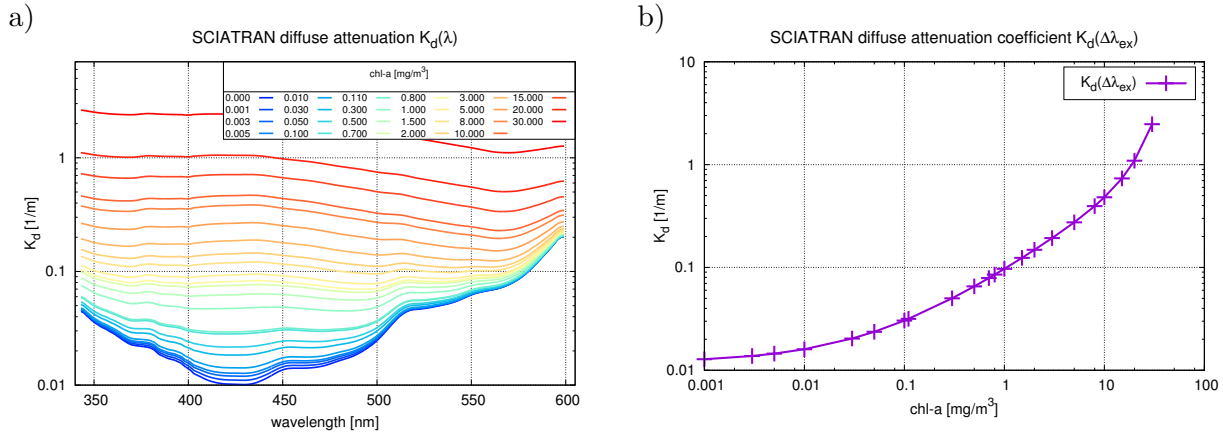 a)
SCIATRAN diffuse attenuation K_d(λ)
chl-a [mg/m³]
0.000 0.010 0.110 0.800 3.000 15.000
0.001 0.030 0.300 1.000 5.000 20.000
0.003 0.050 0.500 1.500 8.000 30.000
0.005 0.100 0.700 2.000 10.000
K_d [1/m]
1
0.1
0.01
350 400 450 500 550 600
wavelength [nm]
b)
SCIATRAN diffuse attenuation coefficient K_d(Δλ_ex)
K_d(Δλ_ex)
K_d [1/m]
10
1
0.1
0.01
0.001 0.01 0.1 1 10 100
chl-a [mg/m³]